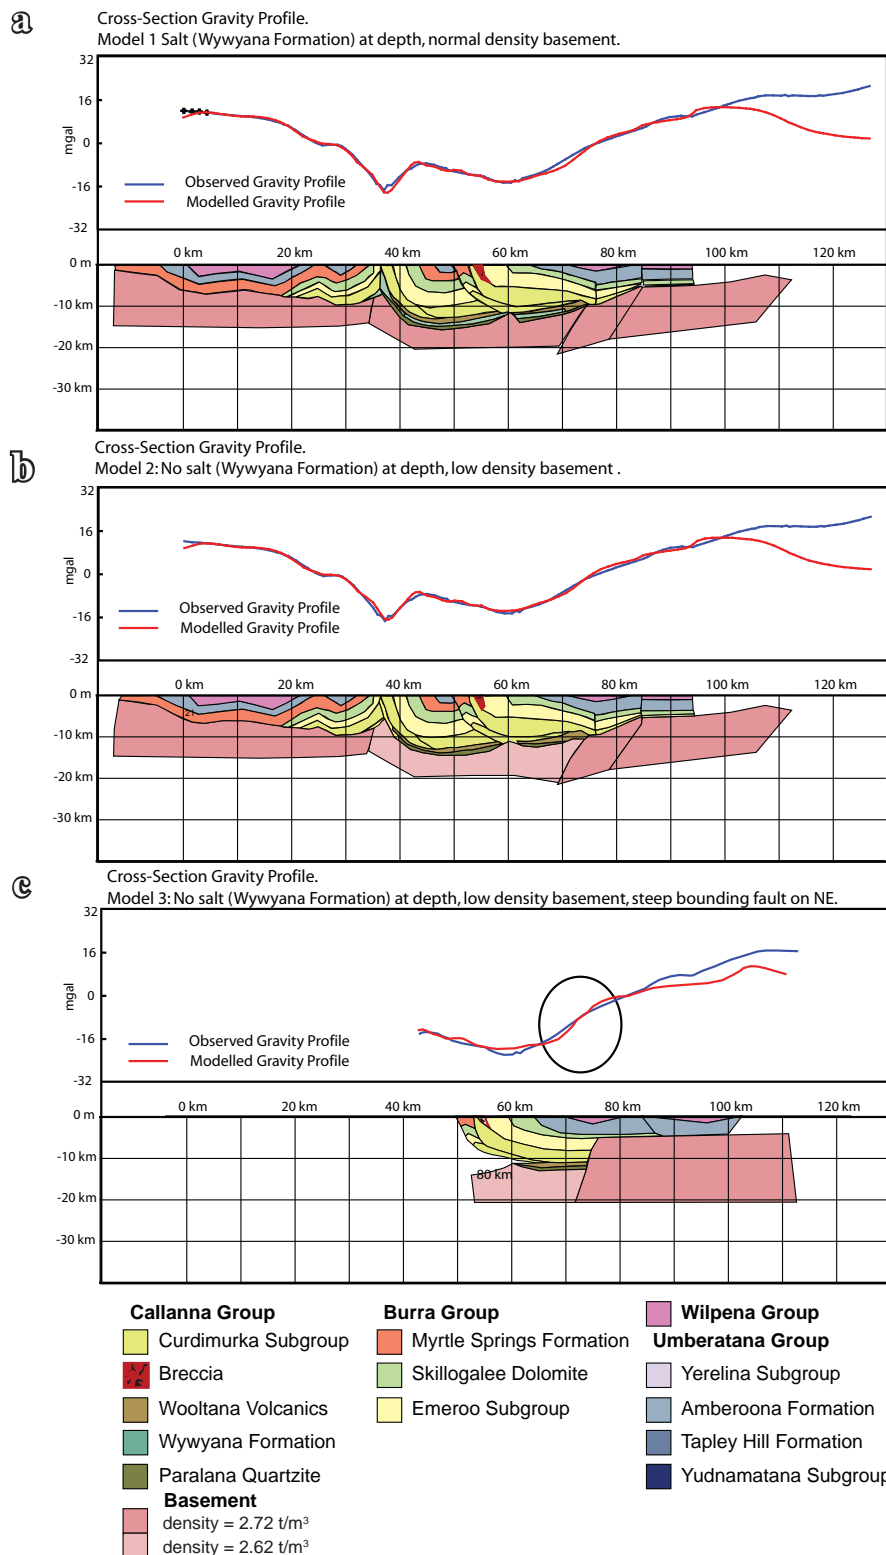 a
Cross-Section Gravity Profile.
Model 1 Salt (Wywyana Formation) at depth, normal density basement.
32
16
0
-16
-32
mgal
Observed Gravity Profile
Modelled Gravity Profile
0 km 20 km 40 km 60 km 80 km 100 km 120 km
0 m
-10 km
-20 km
-30 km
b
Cross-Section Gravity Profile.
Model 2: No salt (Wywyana Formation) at depth, low density basement .
32
16
0
-16
-32
mgal
Observed Gravity Profile
Modelled Gravity Profile
0 km 20 km 40 km 60 km 80 km 100 km 120 km
0 m
21
-10 km
-20 km
-30 km
c
Cross-Section Gravity Profile.
Model 3: No salt (Wywyana Formation) at depth, low density basement, steep bounding fault on NE.
32
16
0
-16
-32
mgal
Observed Gravity Profile
Modelled Gravity Profile
0 km 20 km 40 km 60 km 80 km 100 km 120 km
0 m
-10 km
80 km
-20 km
-30 km
Callanna Group
Curdimurka Subgroup
Breccia
Wooltana Volcanics
Wywyana Formation
Paralana Quartzite
Basement
density = 2.72 t/m³
density = 2.62 t/m³
Burra Group
Myrtle Springs Formation
Skillogalee Dolomite
Emeroo Subgroup
Wilpena Group
Umberatana Group
Yerelina Subgroup
Amberoona Formation
Tapley Hill Formation
Yudnamatana Subgroup